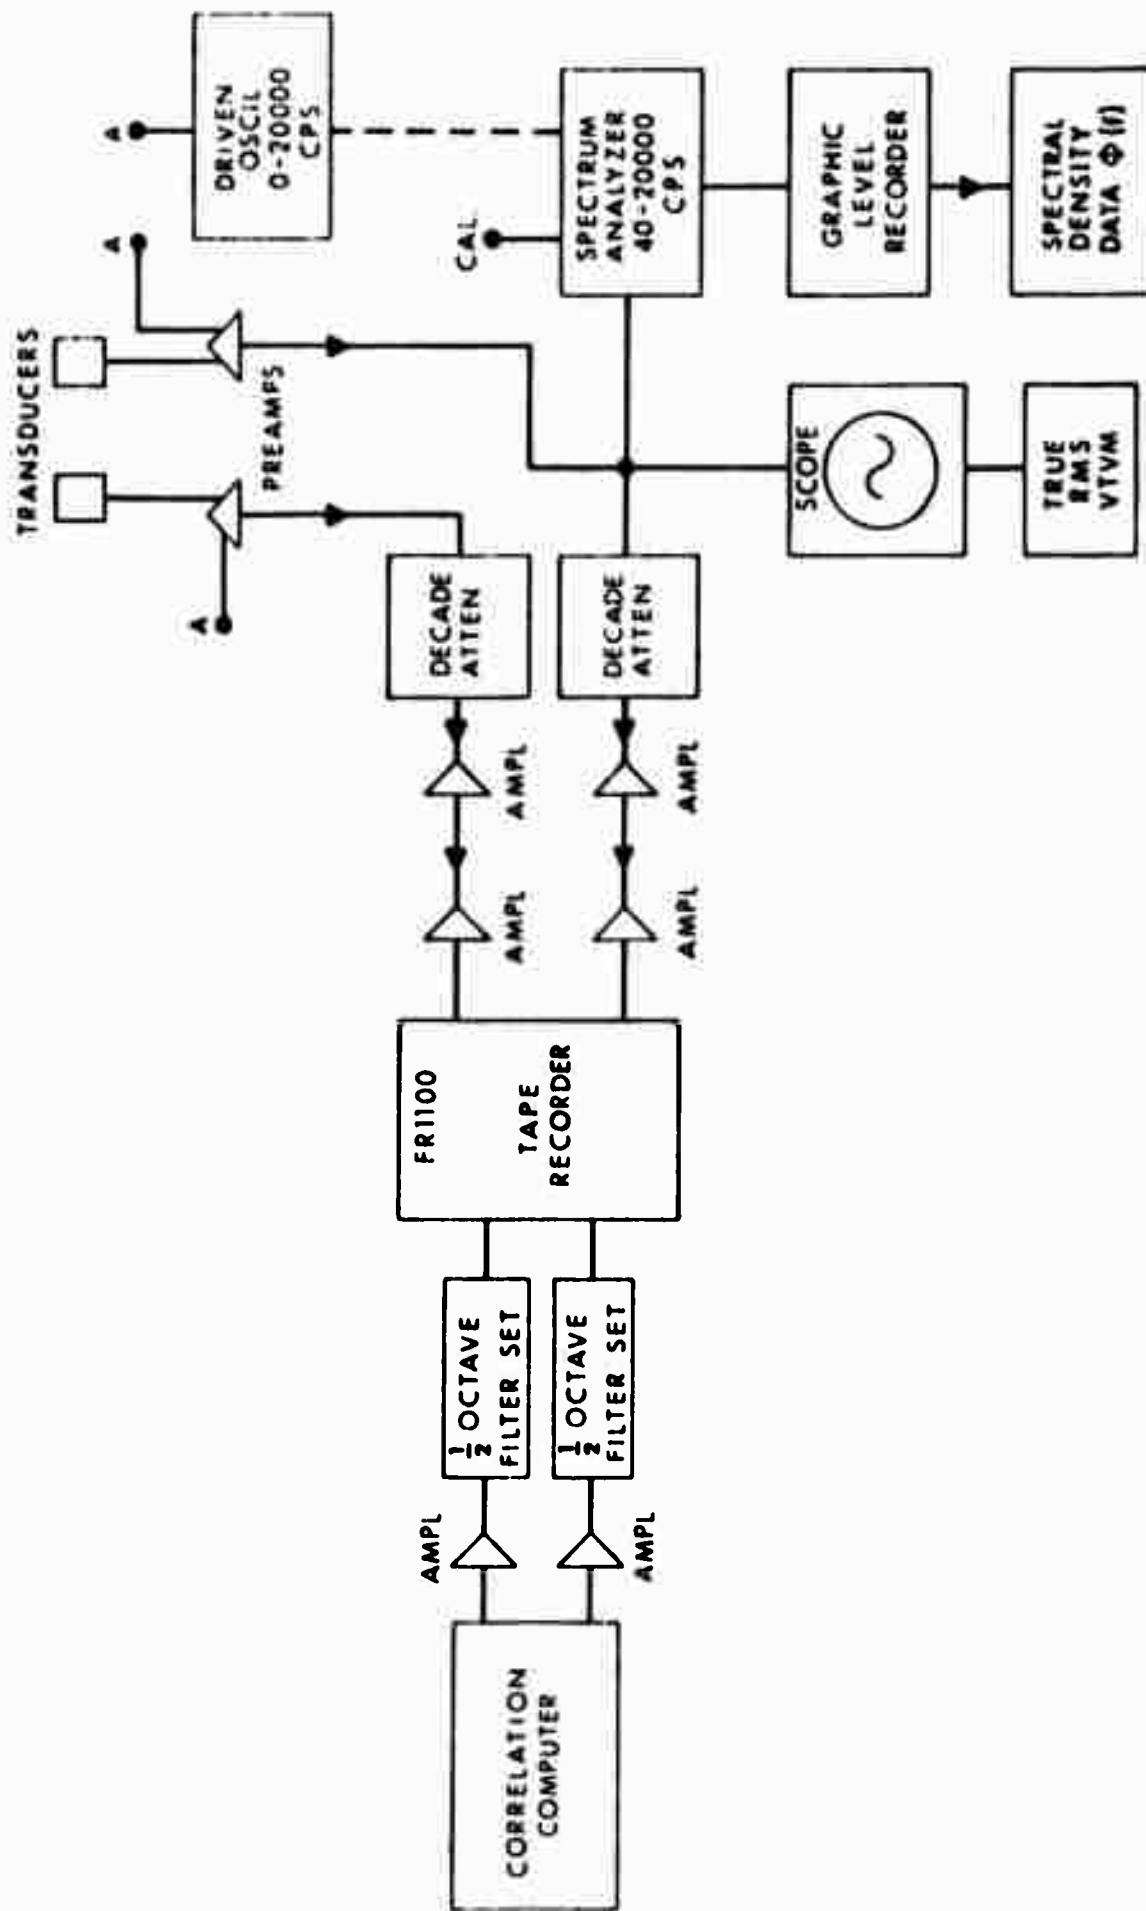 TRANSDUCERS
A
A
A
PREAMPS
DRIVEN
OSCIL
0-20000
CPS
CAL
SPECTRUM
ANALYZER
40-20000
CPS
GRAPHIC
LEVEL
RECORDER
SPECTRAL
DENSITY
DATA Φ(f)
SCOPE
TRUE
RMS
VTVM
DECADE
ATTEN
DECADE
ATTEN
AMPL
AMPL
AMPL
AMPL
FR1100
TAPE
RECORDER
1/2 OCTAVE
FILTER SET
1/2 OCTAVE
FILTER SET
AMPL
AMPL
CORRELATION
COMPUTER